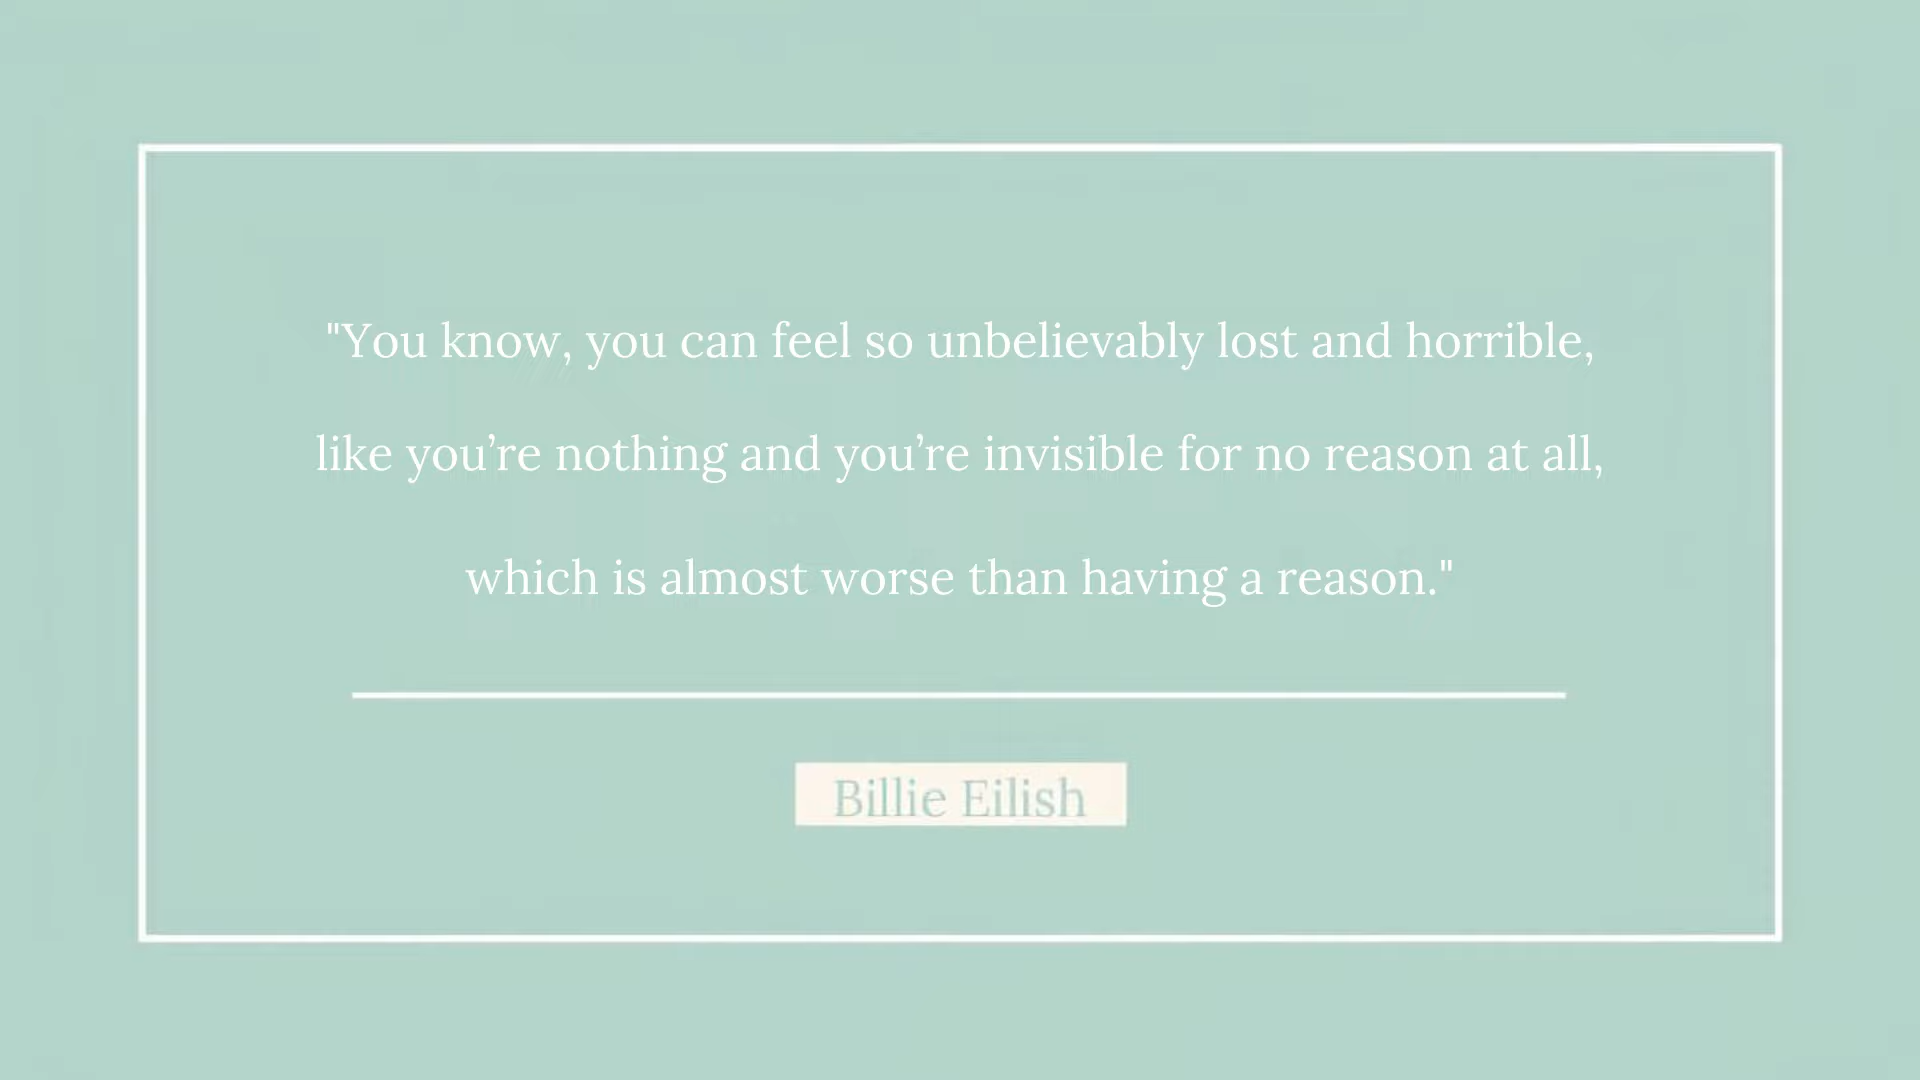 "You know, you can feel so unbelievably lost and horrible,
like you’re nothing and you’re invisible for no reason at all,
which is almost worse than having a reason."
Billie Eilish